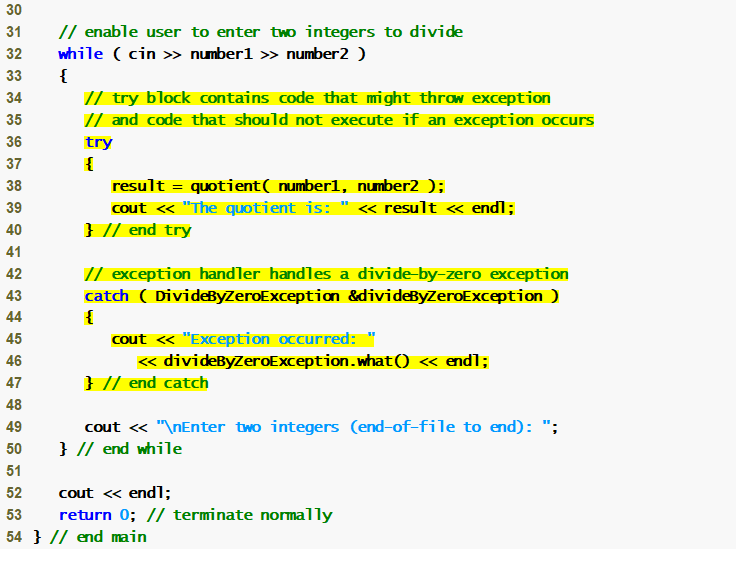 30
31 // enable user to enter two integers to divide
32 while ( cin >> number1 >> number2 )
33 {
34 // try block contains code that might throw exception
35 // and code that should not execute if an exception occurs
36 try
37 {
38 result = quotient( number1, number2 );
39 cout << "The quotient is: " << result << endl;
40 } // end try
41
42 // exception handler handles a divide-by-zero exception
43 catch ( DivideByZeroException &divideByZeroException )
44 {
45 cout << "Exception occurred: "
46 << divideByZeroException.what() << endl;
47 } // end catch
48
49 cout << "\nEnter two integers (end-of-file to end): ";
50 } // end while
51
52 cout << endl;
53 return 0; // terminate normally
54 } // end main